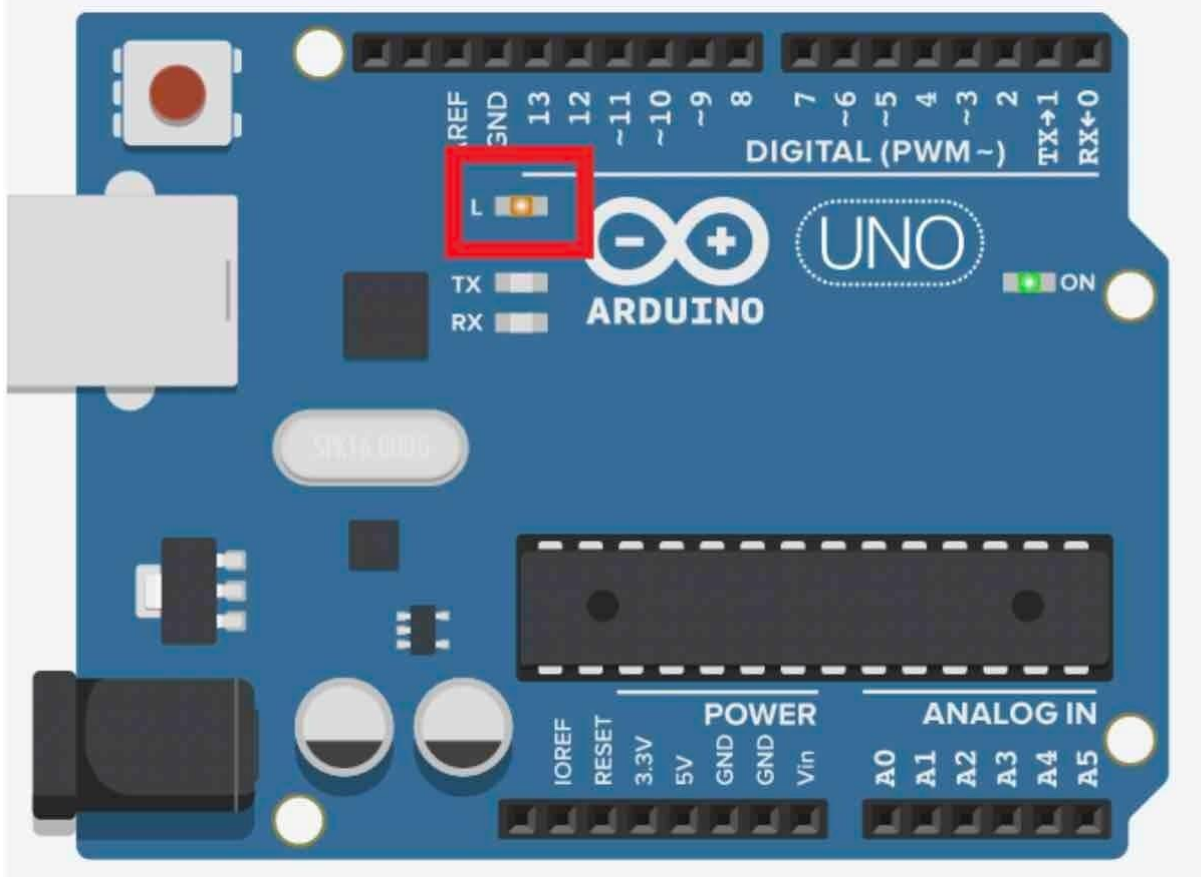 AREF
GND
13
12
~11
~10
~9
8
7
~6
~5
4
~3
2
TX→1
RX←0
DIGITAL (PWM ~)
L
TX
RX
ARDUINO
UNO
ON
SPK16.000G
POWER
ANALOG IN
IOREF
RESET
3.3V
5V
GND
GND
Vin
A0
A1
A2
A3
A4
A5